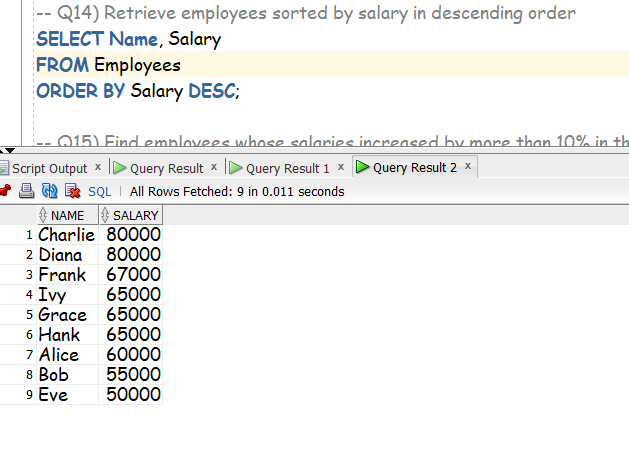 -- Q14) Retrieve employees sorted by salary in descending order
SELECT Name, Salary
FROM Employees
ORDER BY Salary DESC;
-- Q15) Find employees whose salaries increased by more than 10% in th
Script Output x Query Result x Query Result 1 x Query Result 2 x
SQL | All Rows Fetched: 9 in 0.011 seconds
NAME SALARY
1 Charlie 80000
2 Diana 80000
3 Frank 67000
4 Ivy 65000
5 Grace 65000
6 Hank 65000
7 Alice 60000
8 Bob 55000
9 Eve 50000